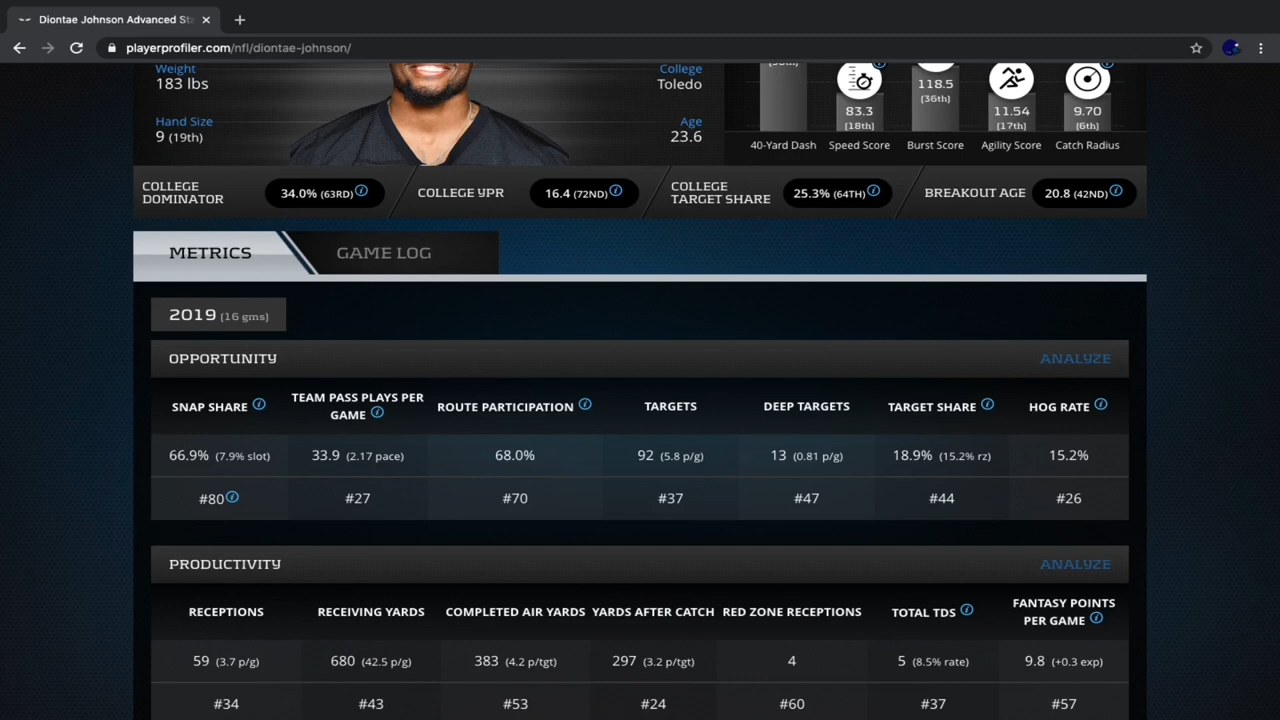 Diontae Johnson Advanced Sta
playerprofiler.com/nfl/diontae-johnson/
Weight
183 lbs
Hand Size
9 (19th)
College
Toledo
Age
23.6
83.3
(18th)
118.5
(36th)
11.54
(17th)
9.70
(6th)
40-Yard Dash Speed Score Burst Score Agility Score Catch Radius
COLLEGE
DOMINATOR
34.0% (63RD)
COLLEGE YPR
16.4 (72ND)
COLLEGE
TARGET SHARE
25.3% (64TH)
BREAKOUT AGE
20.8 (42ND)
METRICS GAME LOG
2019 (16 gms)
OPPORTUNITY ANALYZE
SNAP SHARE
TEAM PASS PLAYS PER
GAME
ROUTE PARTICIPATION
TARGETS
DEEP TARGETS
TARGET SHARE
HOG RATE
66.9% (7.9% slot) 33.9 (2.17 pace) 68.0% 92 (5.8 p/g) 13 (0.81 p/g) 18.9% (15.2% rz) 15.2%
#80 #27 #70 #37 #47 #44 #26
PRODUCTIVITY ANALYZE
RECEPTIONS
RECEIVING YARDS
COMPLETED AIR YARDS
YARDS AFTER CATCH
RED ZONE RECEPTIONS
TOTAL TDS
FANTASY POINTS
PER GAME
59 (3.7 p/g) 680 (42.5 p/g) 383 (4.2 p/tgt) 297 (3.2 p/tgt) 4 5 (8.5% rate) 9.8 (+0.3 exp)
#34 #43 #53 #24 #60 #37 #57